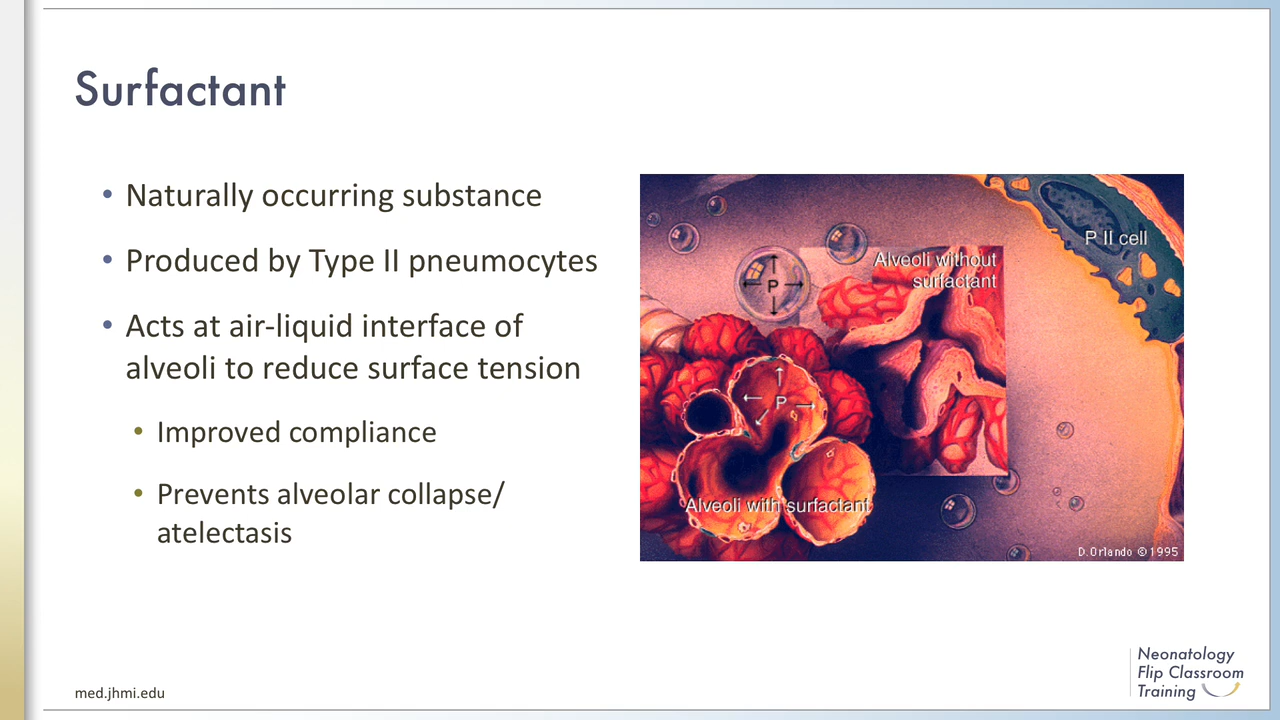 Surfactant
• Naturally occurring substance
• Produced by Type II pneumocytes
• Acts at air-liquid interface of
alveoli to reduce surface tension
• Improved compliance
• Prevents alveolar collapse/
atelectasis
P II cell
Alveoli without
surfactant
P
P
Alveoli with surfactant
D.Orlando ©1995
med.jhmi.edu
Neonatology
Flip Classroom
Training